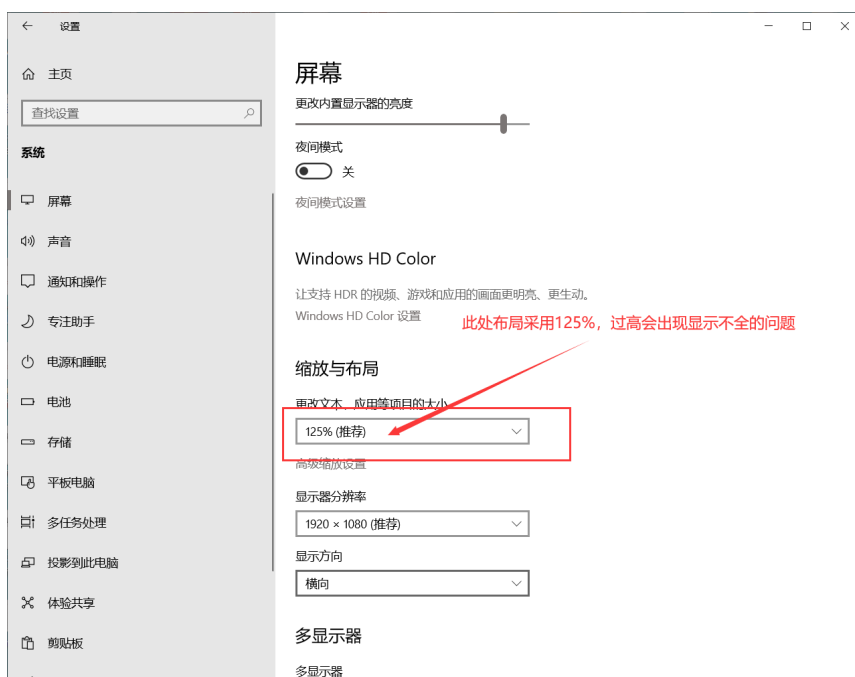 设置
主页
查找设置
系统
屏幕
声音
通知和操作
专注助手
电源和睡眠
电池
存储
平板电脑
多任务处理
投影到此电脑
体验共享
剪贴板
屏幕
更改内置显示器的亮度
夜间模式
关
夜间模式设置
Windows HD Color
让支持 HDR 的视频、游戏和应用的画面更明亮、更生动。
Windows HD Color 设置
此处布局采用125%，过高会出现显示不全的问题
缩放与布局
更改文本、应用等项目的大小
125% (推荐)
高级缩放设置
显示器分辨率
1920 × 1080 (推荐)
显示方向
横向
多显示器
多显示器